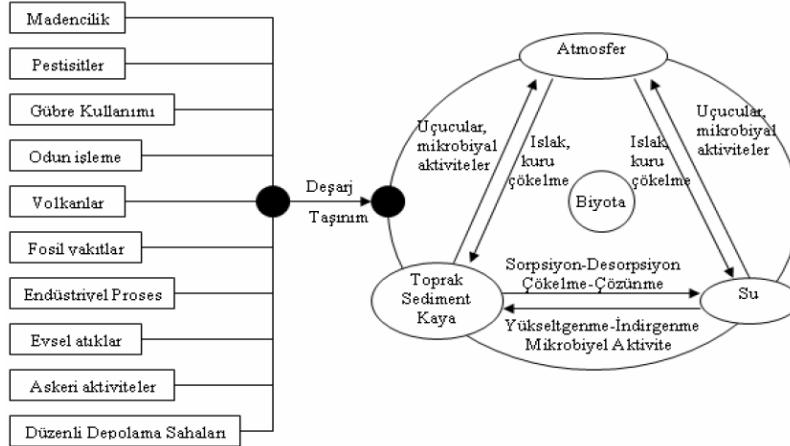 Madencilik
Pestisitler
Gübre Kullanımı
Odun işleme
Volkanlar
Fosil yakıtlar
Endüstriyel Proses
Evsel atıklar
Askeri aktiviteler
Düzenli Depolama Sahaları
Deşarj
Taşınım
Atmosfer
Uçucular,
mikrobiyal
aktiviteler
Islak,
kuru
çökelme
Islak,
kuru
çökelme
Uçucular,
mikrobiyal
aktiviteler
Biyota
Toprak
Sediment
Kaya
Sorpsiyon-Desorpsiyon
Çökelme-Çözünme
Su
Yükseltgenme-İndirgenme
Mikrobiyel Aktivite